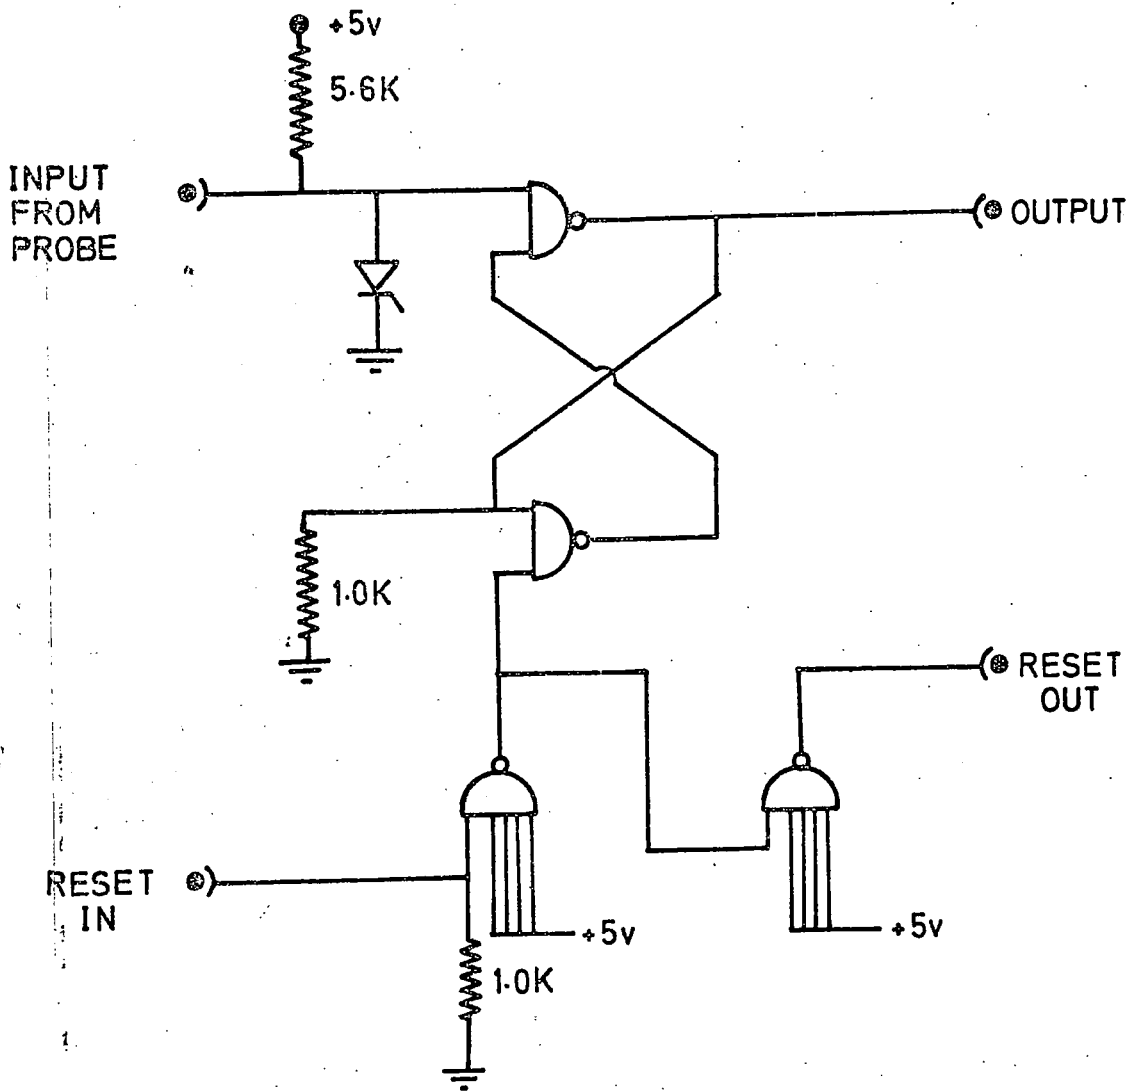 +5v
5.6K
INPUT
FROM
PROBE
OUTPUT
1.0K
RESET
OUT
RESET
IN
+5v
+5v
1.0K